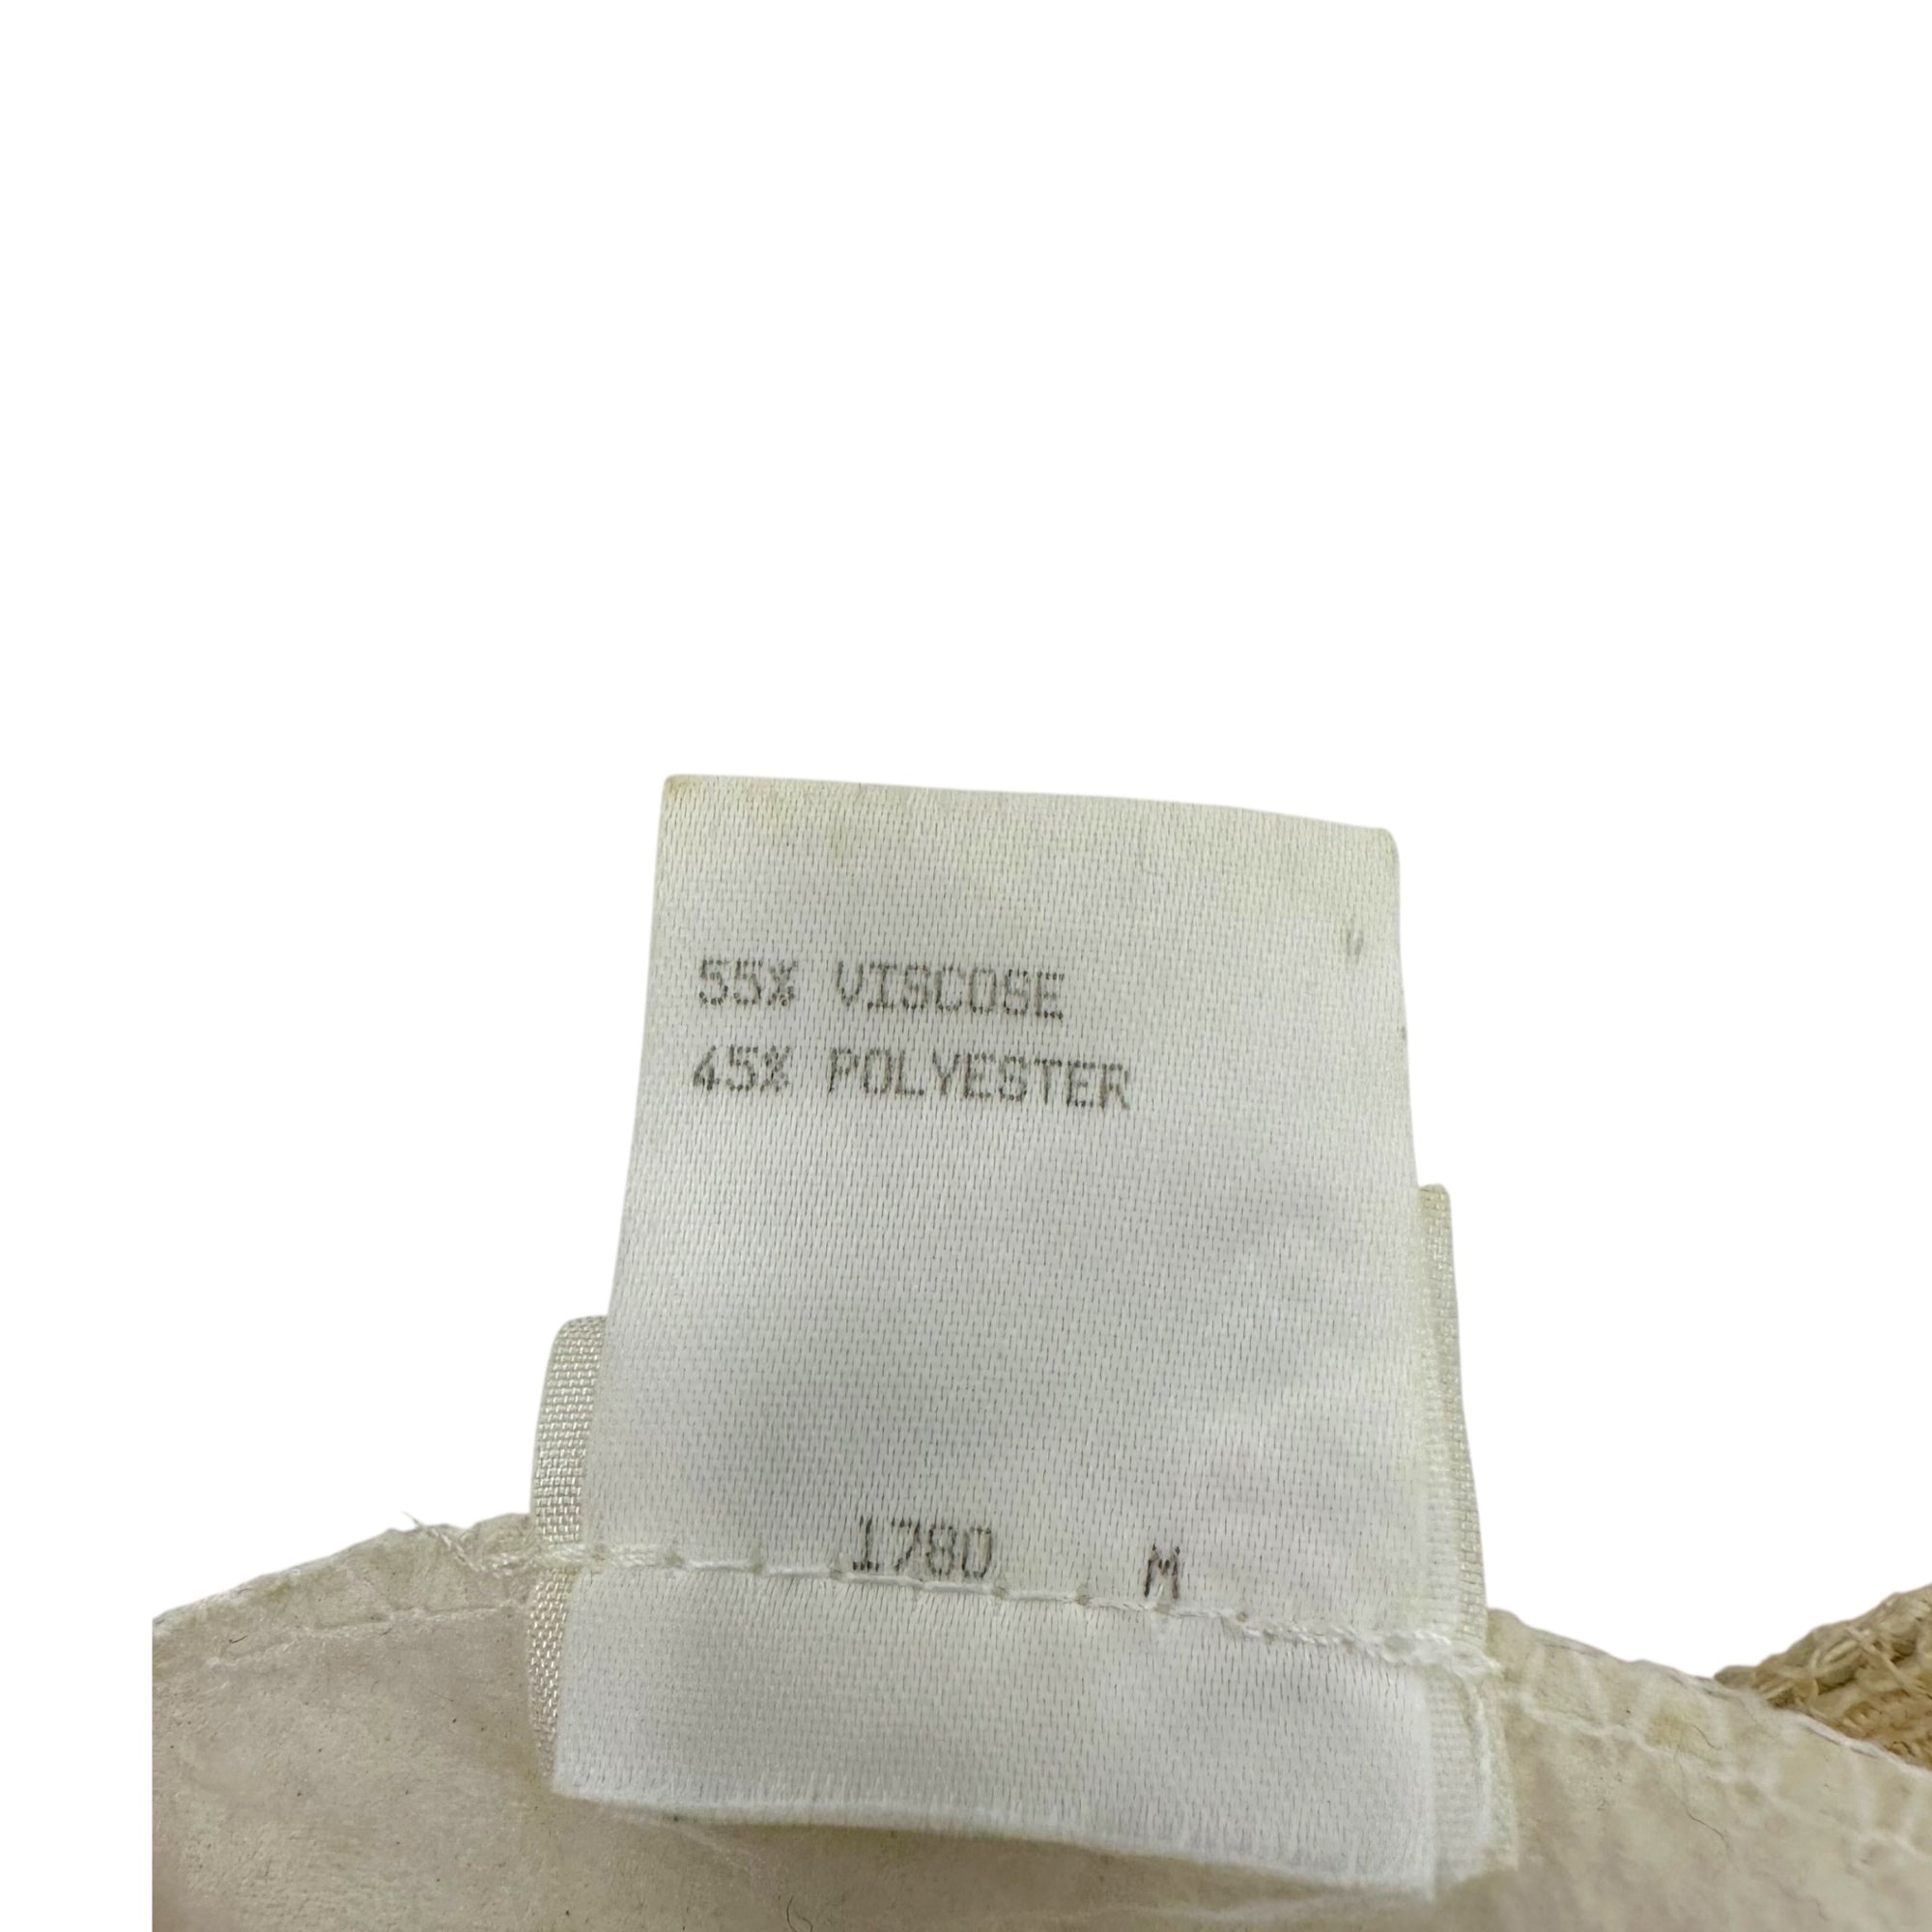 55% VISCOSE
45% POLYESTER
1780 M